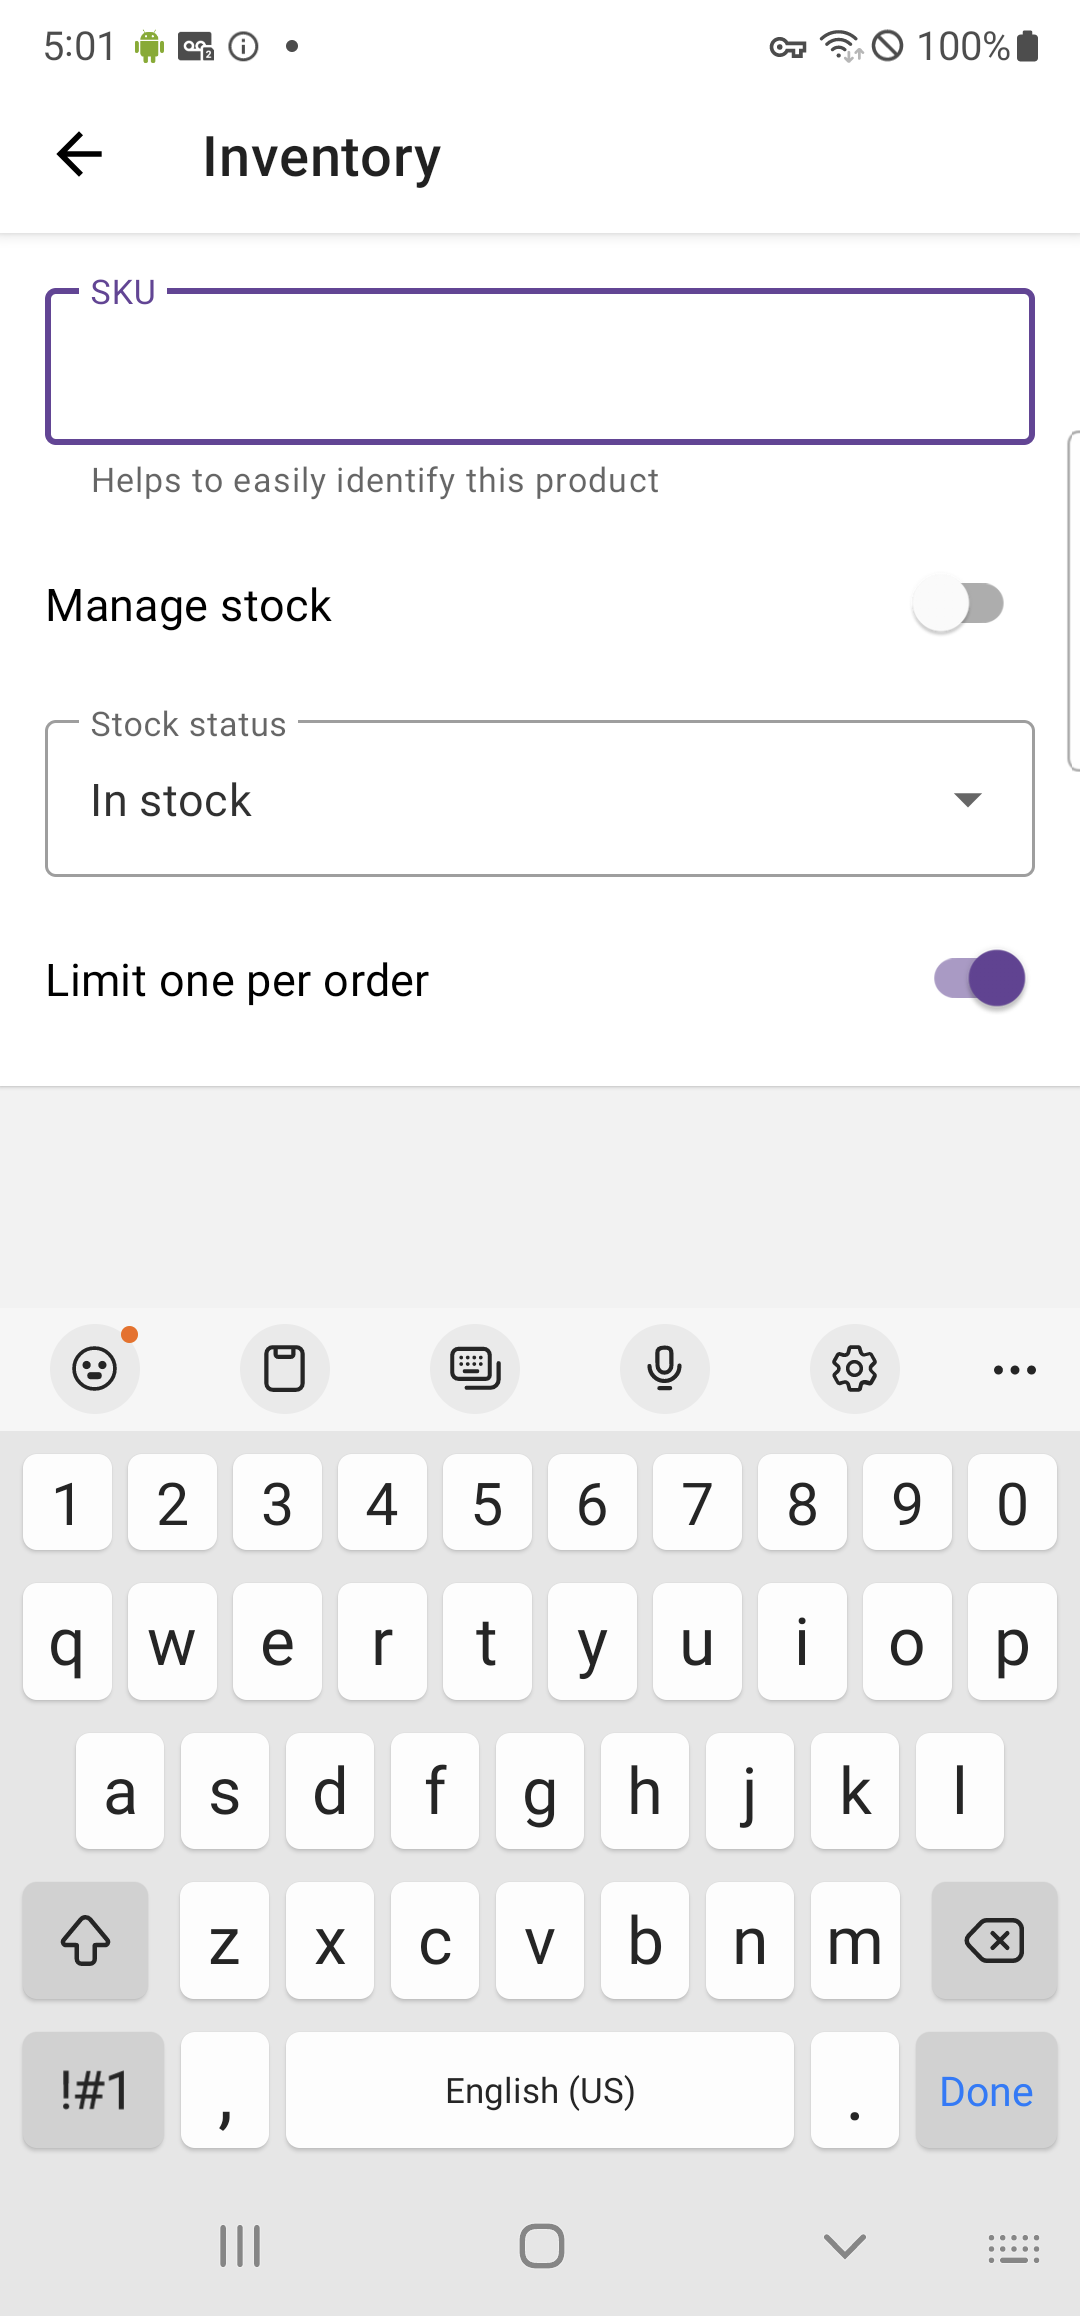 5:01 2 100%
Inventory
SKU
Helps to easily identify this product
Manage stock
Stock status
In stock
Limit one per order
1 2 3 4 5 6 7 8 9 0
q w e r t y u i o p
a s d f g h j k l
z x c v b n m
!#1 , English (US) . Done